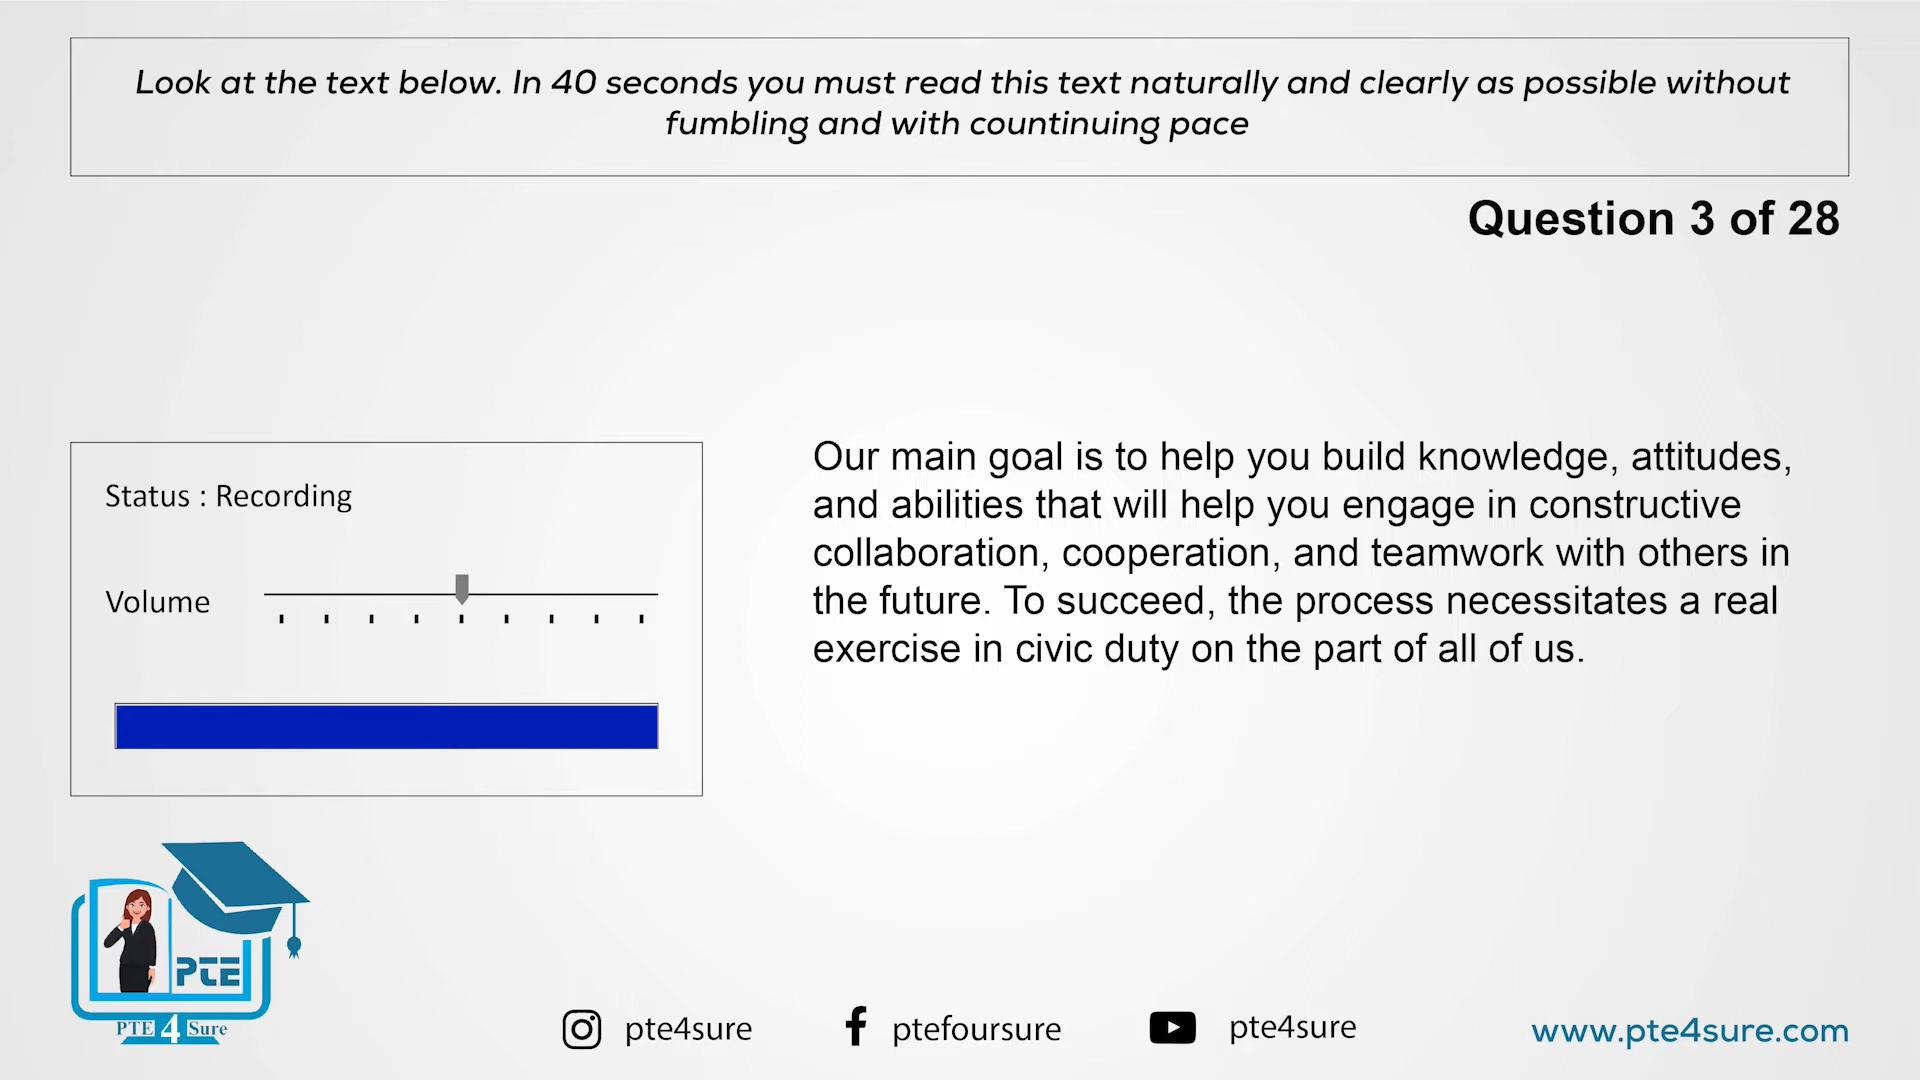 Look at the text below. In 40 seconds you must read this text naturally and clearly as possible without
fumbling and with countinuing pace
Question 3 of 28
Status : Recording
Volume
Our main goal is to help you build knowledge, attitudes,
and abilities that will help you engage in constructive
collaboration, cooperation, and teamwork with others in
the future. To succeed, the process necessitates a real
exercise in civic duty on the part of all of us.
PTE
PTE 4 Sure
pte4sure
ptefoursure
pte4sure
www.pte4sure.com